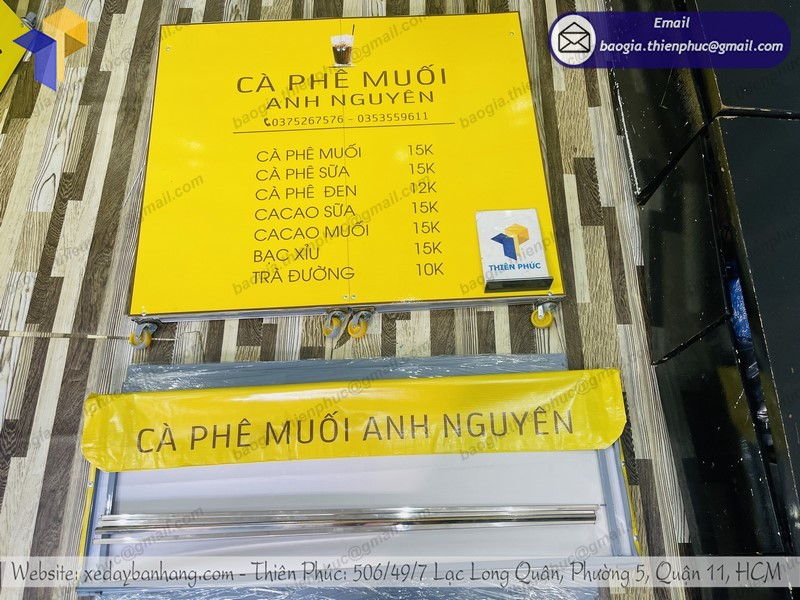 Email
baogia.thienphuc@gmail.com
CÀ PHÊ MUỐI
ANH NGUYÊN
0375267576 - 0353559611
CÀ PHÊ MUỐI 15K
CÀ PHÊ SỮA 15K
CÀ PHÊ ĐEN 12K
CACAO SỮA 15K
CACAO MUỐI 15K
BẠC XỈU 15K
TRÀ ĐƯỜNG 10K
THIÊN PHÚC
CÀ PHÊ MUỐI ANH NGUYÊN
Website: xedaybanhang.com - Thiên Phúc: 506/49/7 Lạc Long Quân, Phường 5, Quận 11, HCM